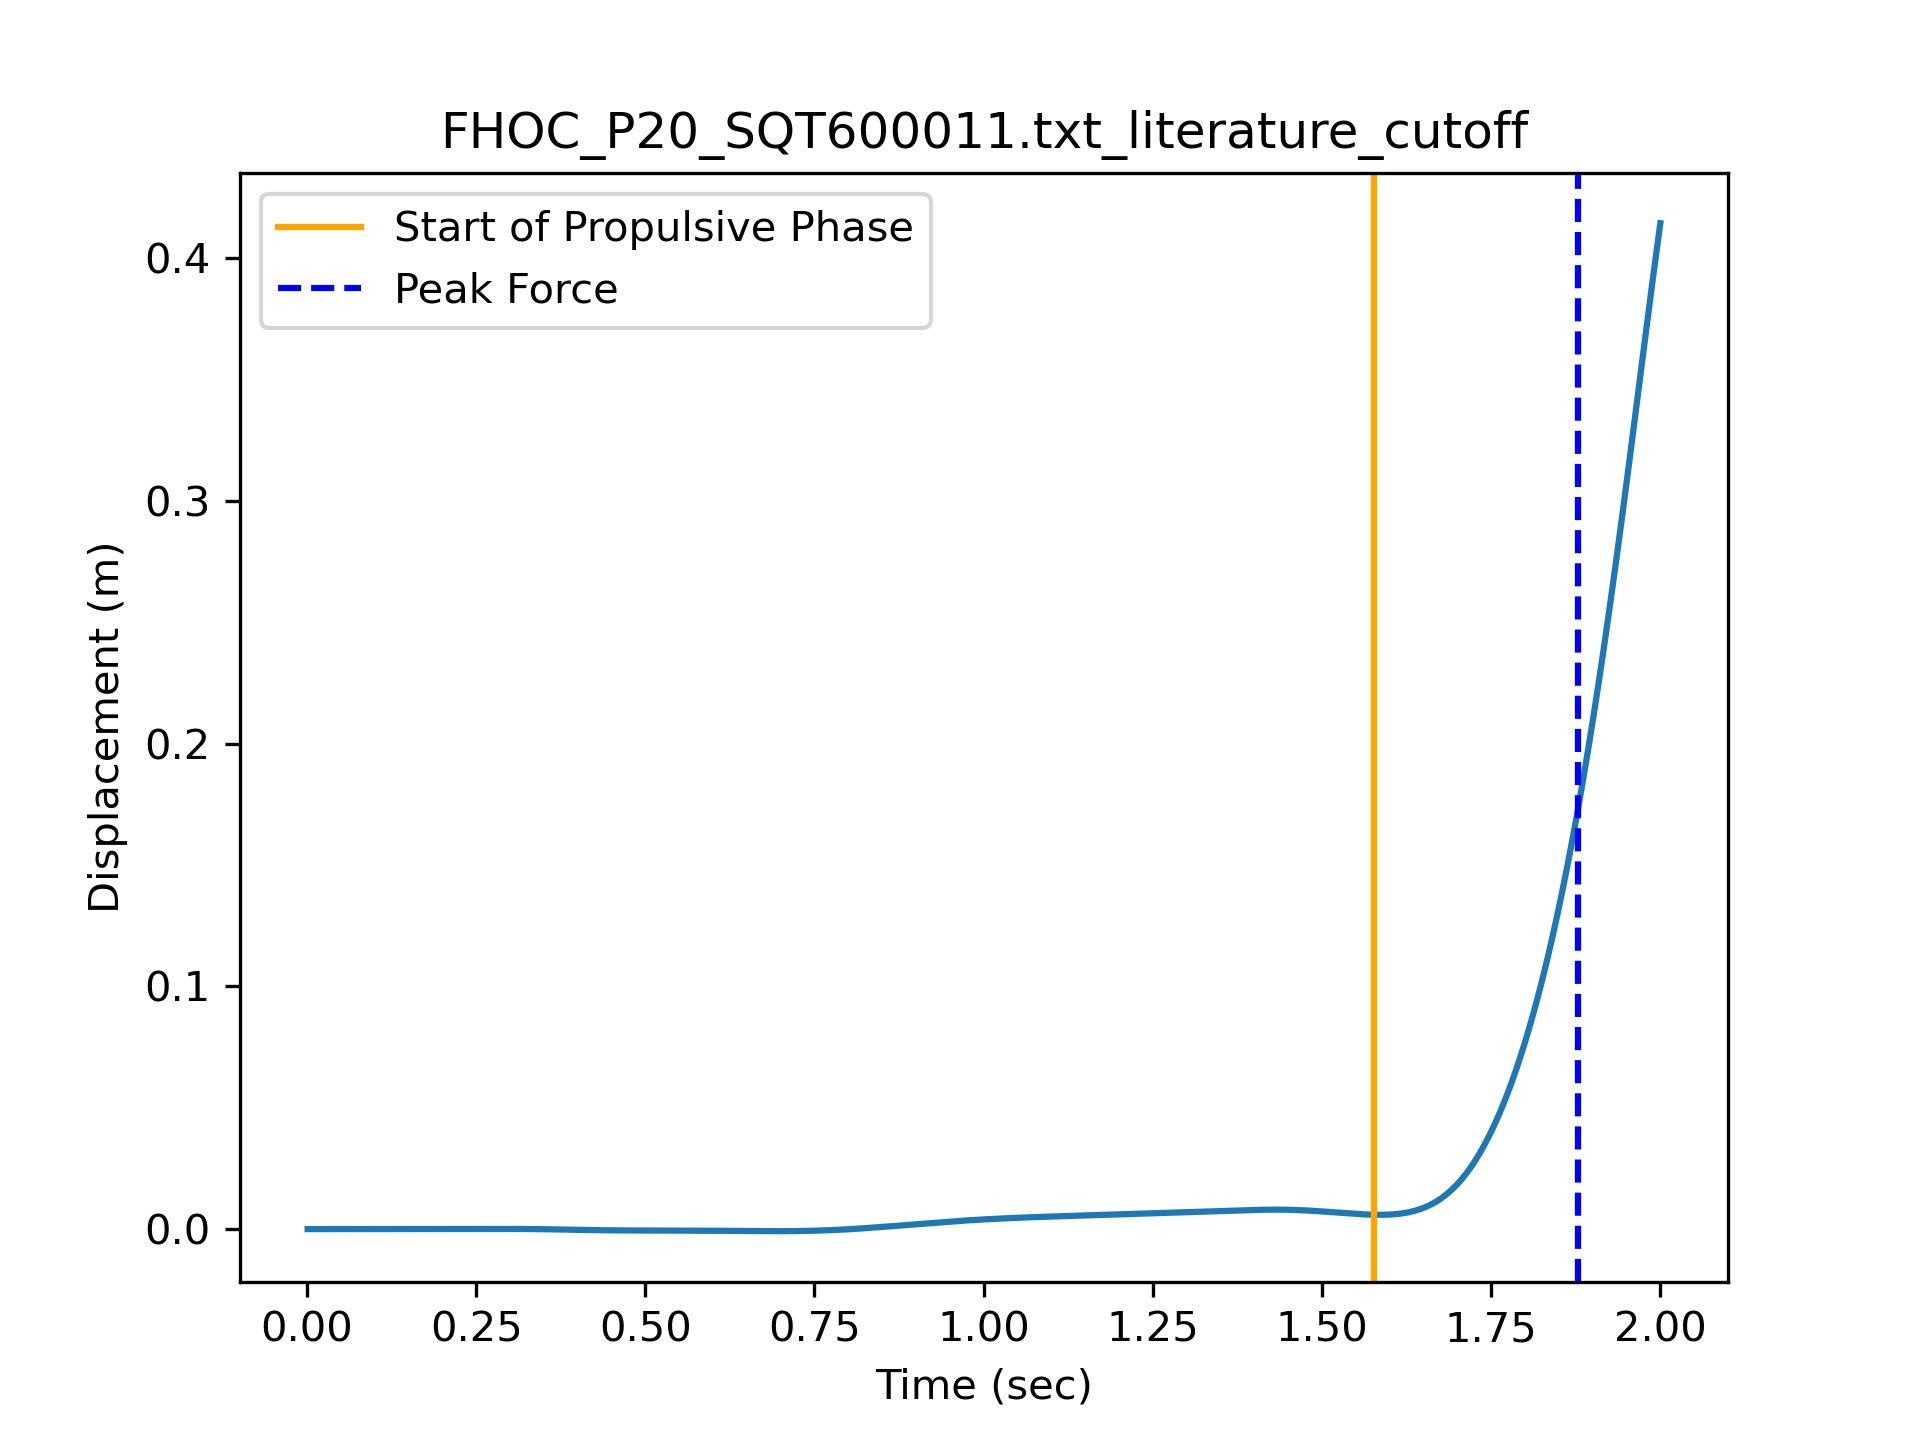 FHOC_P20_SQT600011.txt_literature_cutoff
Start of Propulsive Phase
Peak Force
0.4
0.3
0.2
0.1
0.0
Displacement (m)
0.00 0.25 0.50 0.75 1.00 1.25 1.50 1.75 2.00
Time (sec)